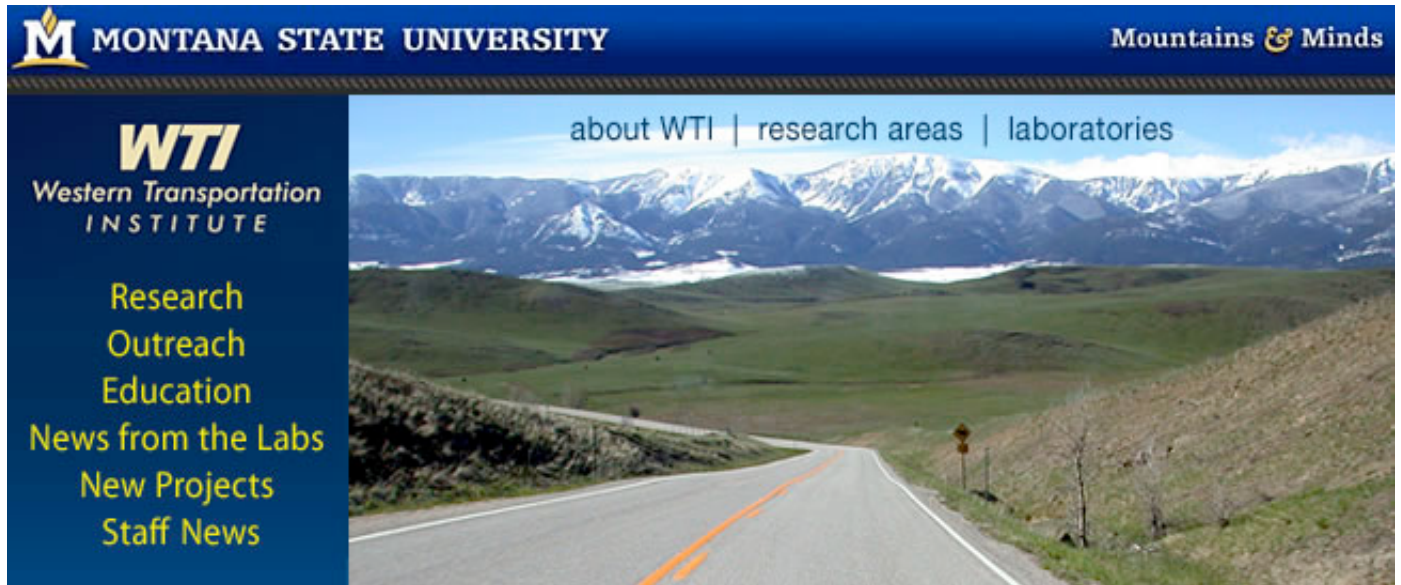 M MONTANA STATE UNIVERSITY
Mountains & Minds
WTI
Western Transportation
INSTITUTE
about WTI | research areas | laboratories
Research
Outreach
Education
News from the Labs
New Projects
Staff News